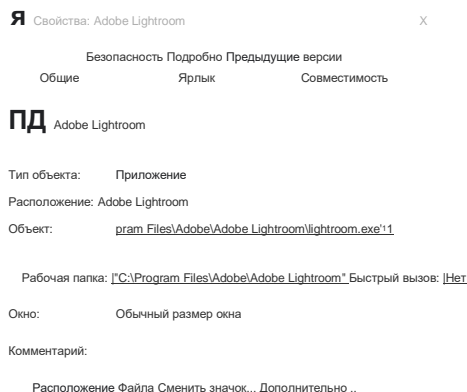 Я Свойства: Adobe Lightroom X
Безопасность Подробно Предыдущие версии
Общие Ярлык Совместимость
ПД Adobe Lightroom
Тип объекта: Приложение
Расположение: Adobe Lightroom
Объект: pram Files\Adobe\Adobe Lightroom\lightroom.exe'¹1
Рабочая папка: |"C:\Program Files\Adobe\Adobe Lightroom" Быстрый вызов: |Нет
Окно: Обычный размер окна
Комментарий:
Расположение Файла Сменить значок... Дополнительно ..